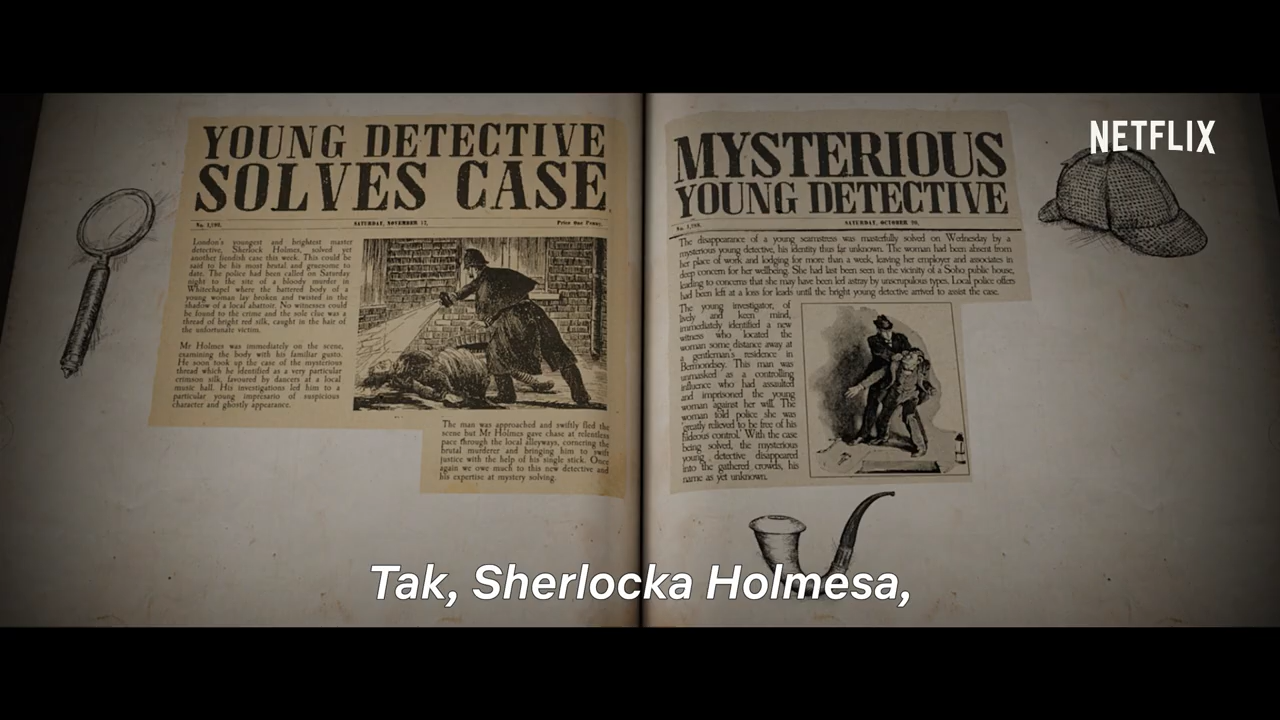 YOUNG DETECTIVE
SOLVES CASE
SATURDAY, NOVEMBER 17.
Price One Penny.
London's youngest and brightest master
detective, Sherlock Holmes, solved yet
another fiendish case this week. This could be
said to be his most brutal and gruesome to
date. The police had been called on Saturday
night to the site of a bloody murder in
Whitechapel where the battered body of a
young woman lay broken and twisted in the
shadow of a local abattoir. No witnesses could
be found to the crime and the sole clue was a
thread of bright red silk, caught in the hair of
the unfortunate victim.
Mr Holmes was immediately on the scene,
examining the body with his familiar gusto.
He soon took up the case of the mysterious
thread which he identified as a very particular
crimson silk, favoured by dancers at a local
music hall. His investigations led him to a
particular young impresario of suspicious
character and ghostly appearance.
The man was approached and swiftly fled the
scene but Mr Holmes gave chase at relentless
pace through the local alleyways, cornering the
brutal murderer and bringing him to swift
justice with the help of his single stick. Once
again we owe much to this new detective and
his expertise at mystery solving.
MYSTERIOUS
YOUNG DETECTIVE
SATURDAY, OCTOBER 20.
The disappearance of a young seamstress was masterfully solved on Wednesday by a
mysterious young detective, his identity thus far unknown. The woman had been absent from
her place of work and lodging for more than a week, leaving her employer and associates in
deep concern for her wellbeing. She had last been seen in the vicinity of a Soho public house,
leading to concerns that she may have been led astray by unscrupulous types. Local police offers
had been left at a loss for leads until the bright young detective arrived to assist the case.
The young investigator, of
lively and keen mind,
immediately identified a new
witness who located the
woman some distance away at
a gentleman's residence in
Bermondsey. This man was
unmasked as a controlling
influence who had assaulted
and imprisoned the young
woman against her will. The
woman told police she was
'greatly relieved to be free of his
hideous control.' With the case
being solved, the mysterious
young detective disappeared
into the gathered crowds, his
name as yet unknown.
NETFLIX
Tak, Sherlocka Holmesa,